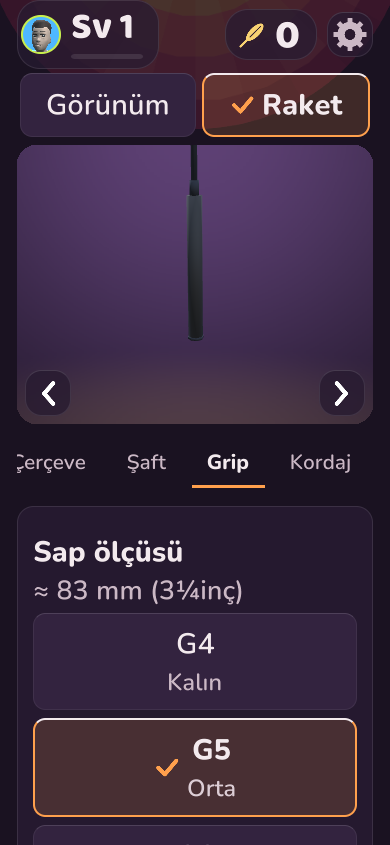 Sv 1
0
Görünüm
Raket
Çerçeve
Şaft
Grip
Kordaj
Sap ölçüsü
≈ 83 mm (3¼inç)
G4
Kalın
G5
Orta